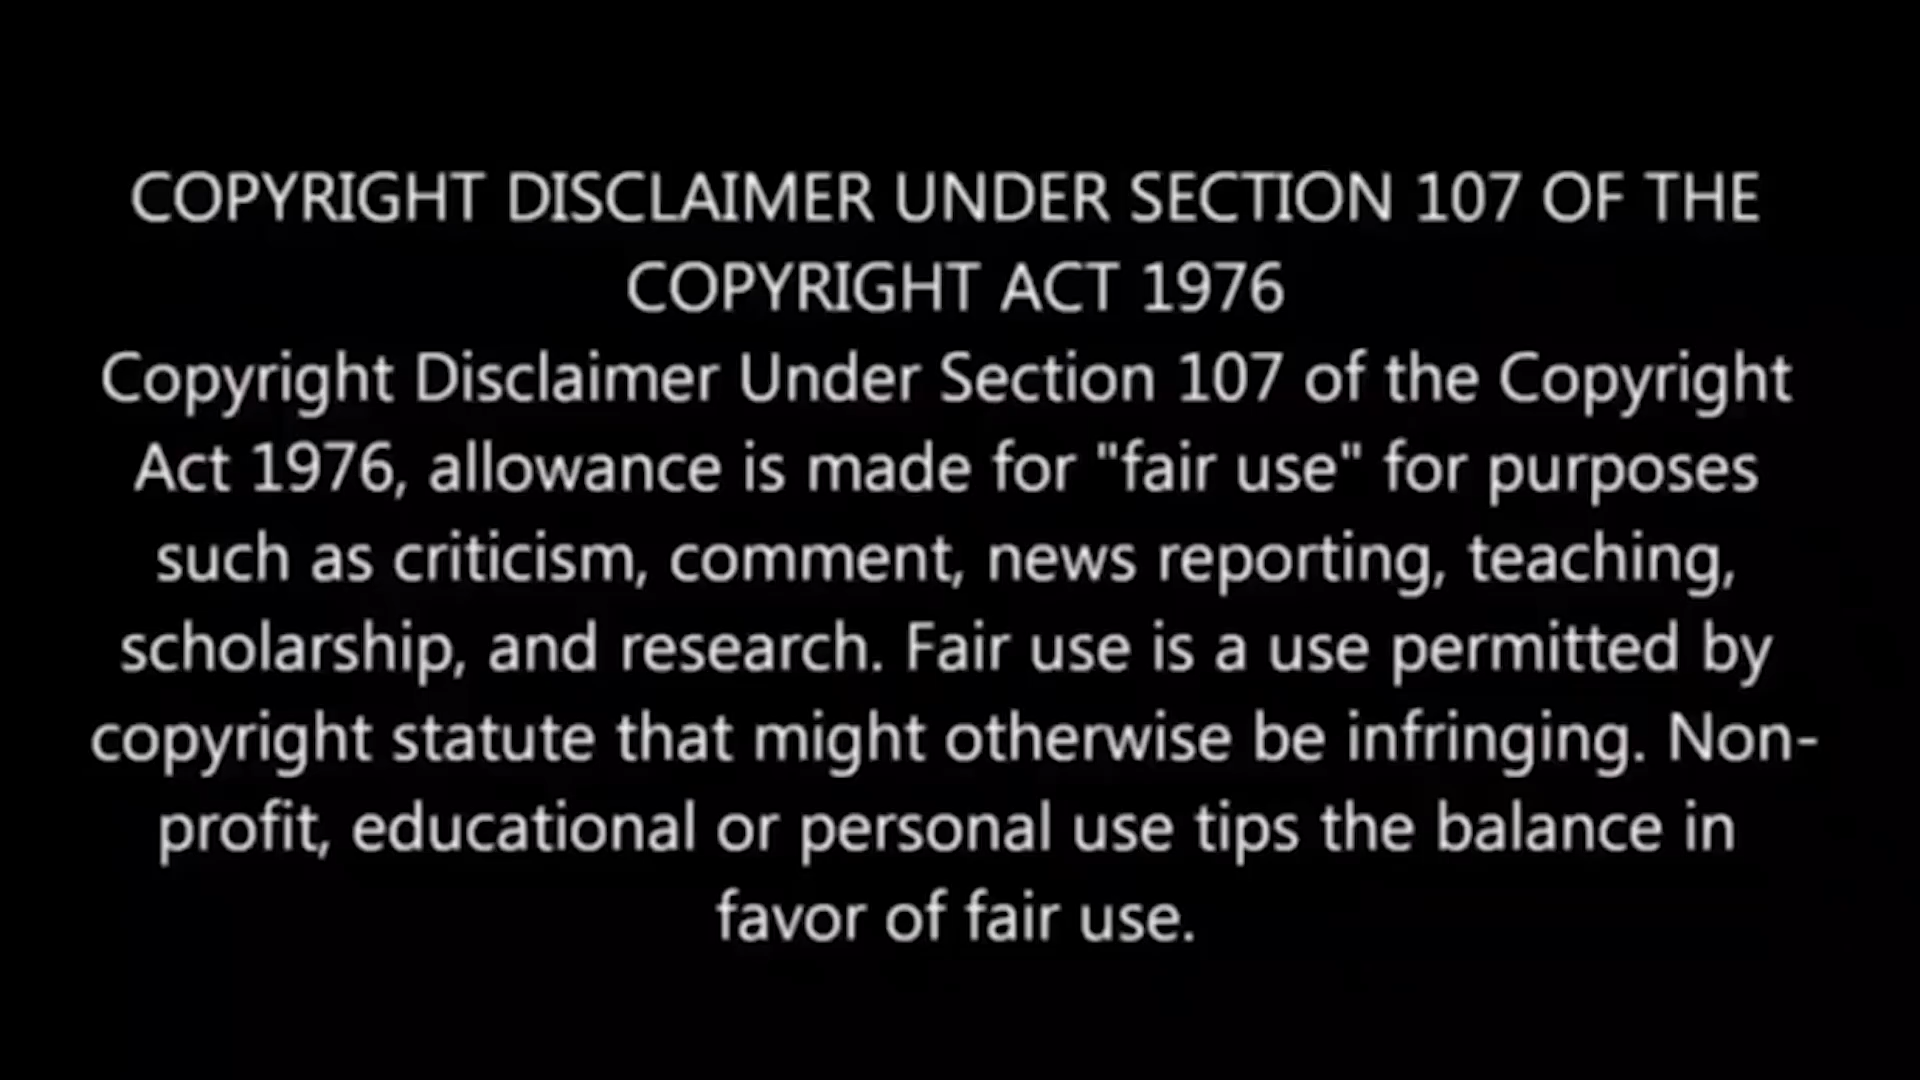 COPYRIGHT DISCLAIMER UNDER SECTION 107 OF THE
COPYRIGHT ACT 1976
Copyright Disclaimer Under Section 107 of the Copyright
Act 1976, allowance is made for "fair use" for purposes
such as criticism, comment, news reporting, teaching,
scholarship, and research. Fair use is a use permitted by
copyright statute that might otherwise be infringing. Non-
profit, educational or personal use tips the balance in
favor of fair use.